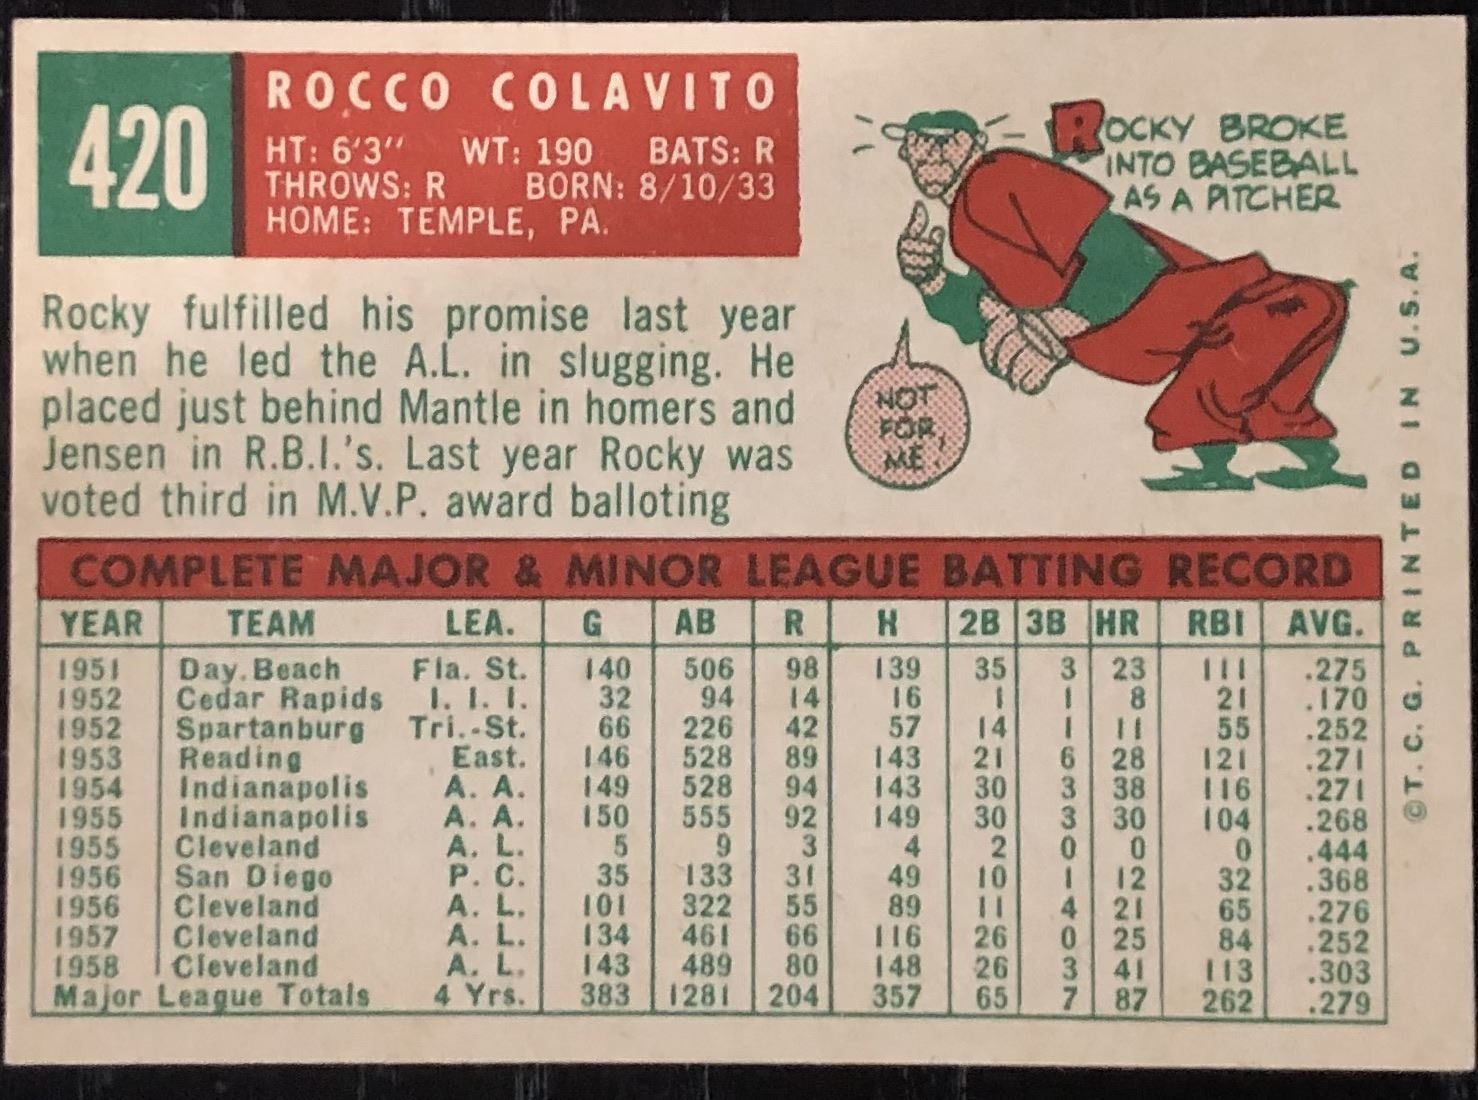 420
ROCCO COLAVITO
HT: 6'3" WT: 190 BATS: R
THROWS: R BORN: 8/10/33
HOME: TEMPLE, PA.
ROCKY BROKE
INTO BASEBALL
AS A PITCHER
NOT
FOR
ME.
Rocky fulfilled his promise last year
when he led the A.L. in slugging. He
placed just behind Mantle in homers and
Jensen in R.B.I.'s. Last year Rocky was
voted third in M.V.P. award balloting
COMPLETE MAJOR & MINOR LEAGUE BATTING RECORD
YEAR TEAM LEA. G AB R H 2B 3B HR RBI AVG.
1951 Day. Beach Fla. St. 140 506 98 139 35 3 23 111 .275
1952 Cedar Rapids I. I. I. 32 94 14 16 1 1 8 21 .170
1952 Spartanburg Tri.-St. 66 226 42 57 14 1 11 55 .252
1953 Reading East. 146 528 89 143 21 6 28 121 .271
1954 Indianapolis A. A. 149 528 94 143 30 3 38 116 .271
1955 Indianapolis A. A. 150 555 92 149 30 3 30 104 .268
1955 Cleveland A. L. 5 9 3 4 2 0 0 0 .444
1956 San Diego P. C. 35 133 31 49 10 1 12 32 .368
1956 Cleveland A. L. 101 322 55 89 11 4 21 65 .276
1957 Cleveland A. L. 134 461 66 116 26 0 25 84 .252
1958 Cleveland A. L. 143 489 80 148 26 3 41 113 .303
Major League Totals 4 Yrs. 383 1281 204 357 65 7 87 262 .279
©T.C.G. PRINTED IN U.S.A.